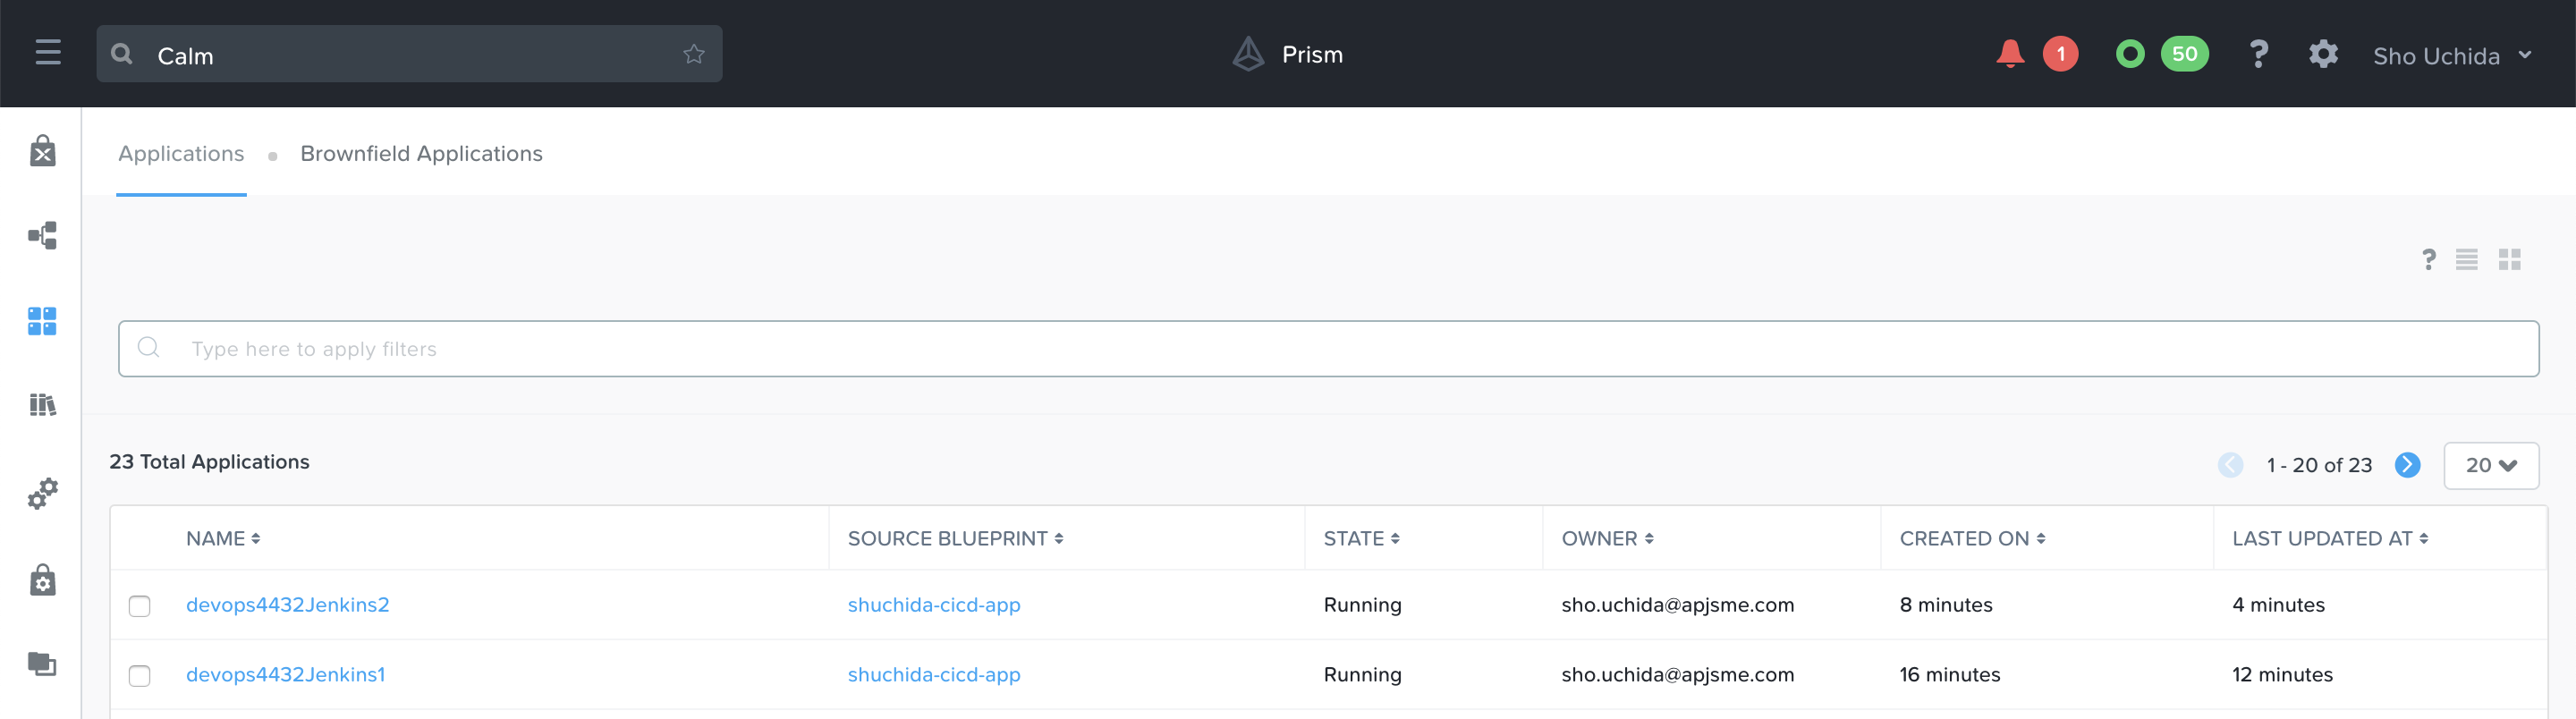 Calm
Prism
1
50
?
Sho Uchida
Applications
Brownfield Applications
?
Type here to apply filters
23 Total Applications
1 - 20 of 23
20
NAME SOURCE BLUEPRINT STATE OWNER CREATED ON LAST UPDATED AT
devops4432Jenkins2 shuchida-cicd-app Running sho.uchida@apjsme.com 8 minutes 4 minutes
devops4432Jenkins1 shuchida-cicd-app Running sho.uchida@apjsme.com 16 minutes 12 minutes